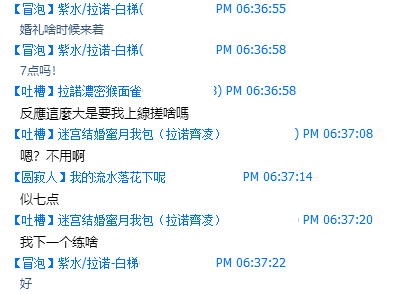 【冒泡】紫水/拉诺-白梯( PM 06:36:55
婚礼啥时候来着
【冒泡】紫水/拉诺-白梯( PM 06:36:58
7点吗!
【吐槽】拉諾濃密猴面雀 3) PM 06:36:58
反應這麼大是要我上線搓啥嗎
【吐槽】迷宫结婚蜜月我包（拉诺齊凌） ) PM 06:37:08
嗯？不用啊
【圆寂人】我的流水落花下呢 PM 06:37:14
似七点
【吐槽】迷宫结婚蜜月我包（拉诺齊凌） PM 06:37:20
我下一个练啥
【冒泡】紫水/拉诺-白梯 PM 06:37:22
好